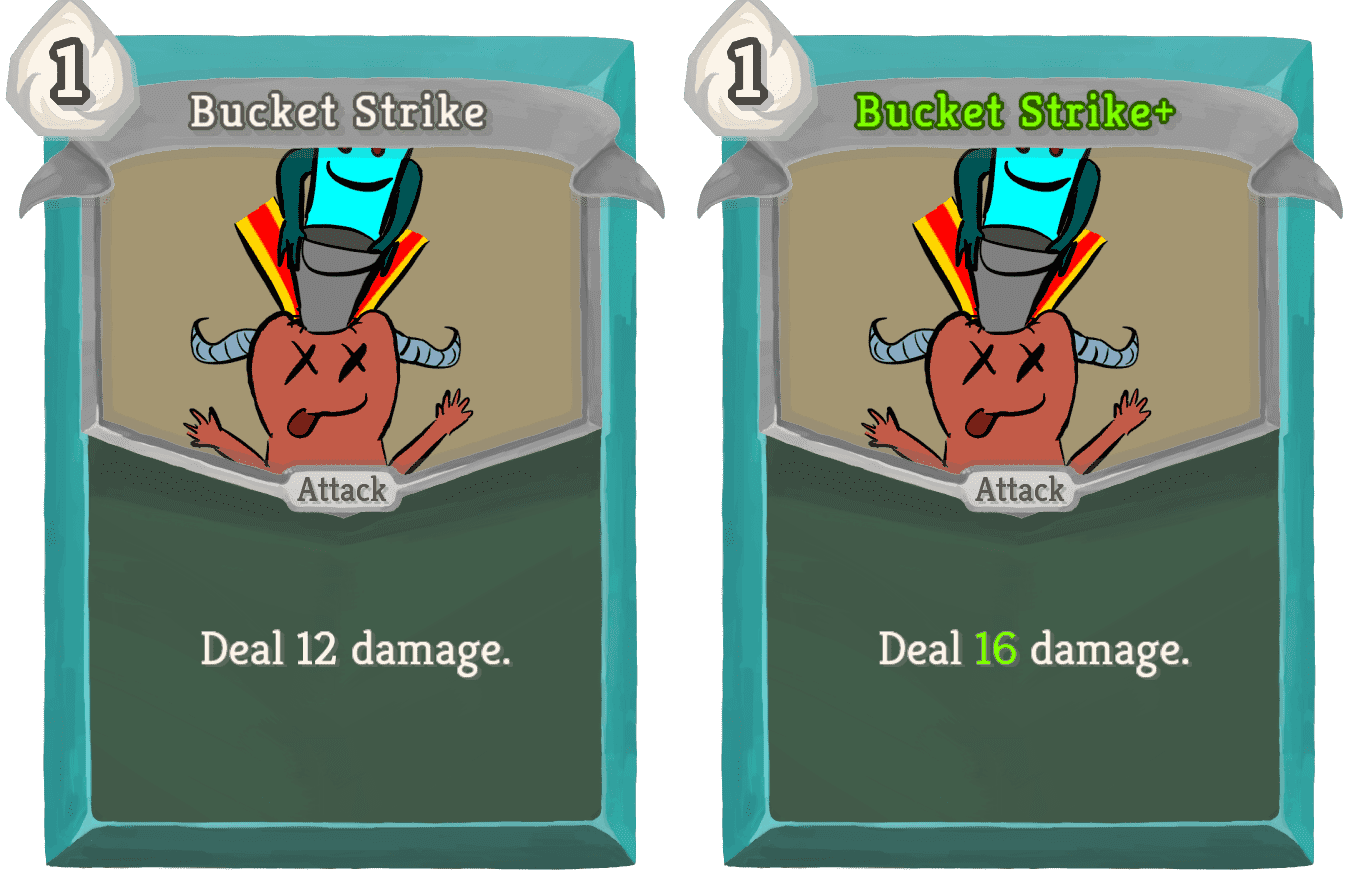 1
Bucket Strike
Attack
Deal 12 damage.
1
Bucket Strike+
Attack
Deal 16 damage.